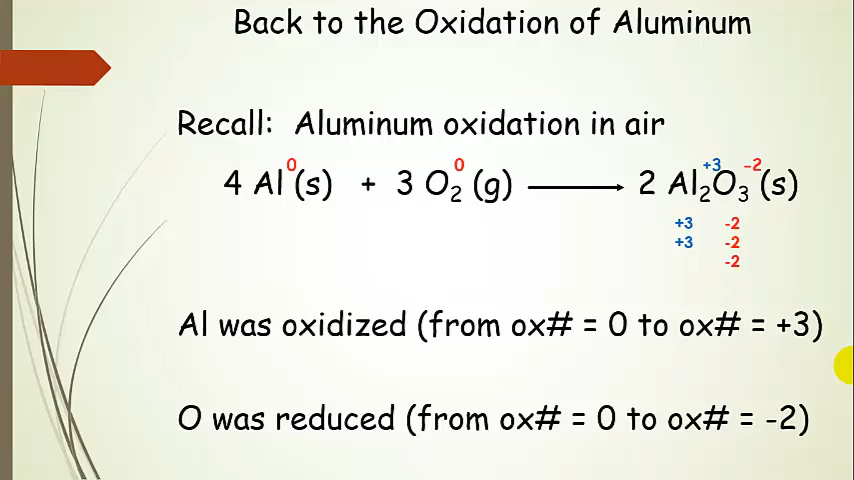 Back to the Oxidation of Aluminum
Recall: Aluminum oxidation in air
0 0 +3 -2
4 Al (s) + 3 O₂ (g) ⟶ 2 Al₂O₃ (s)
+3 -2
+3 -2
-2
Al was oxidized (from ox# = 0 to ox# = +3)
O was reduced (from ox# = 0 to ox# = -2)